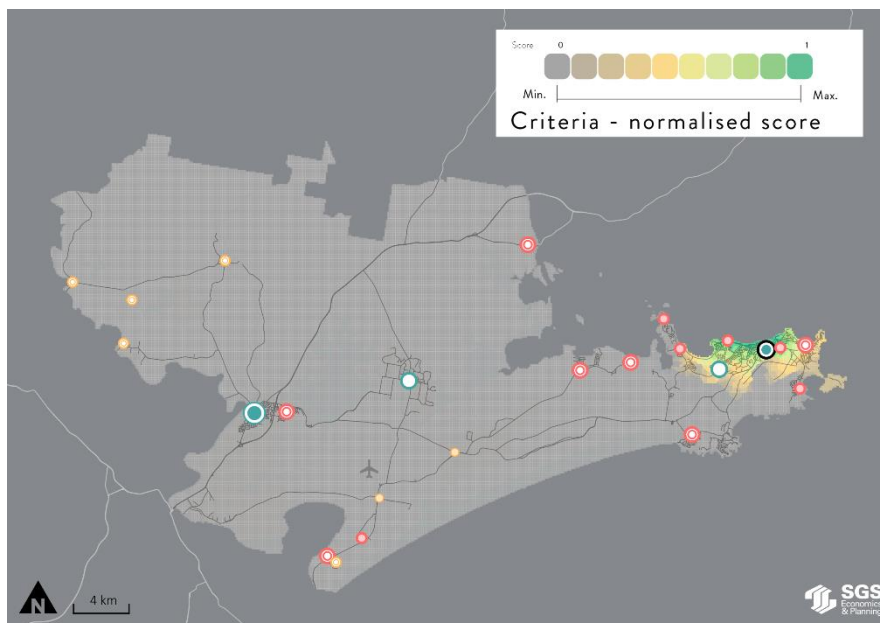 Score 0 1
Min. Max.
Criteria - normalised score
N
4 km
SGS
Economics
& Planning